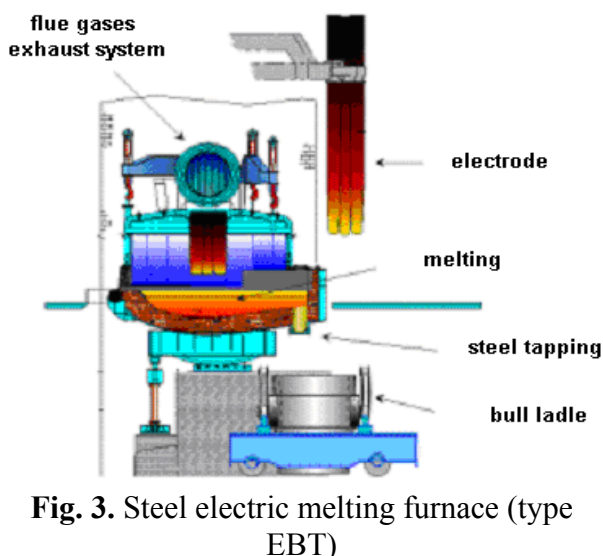 flue gases
exhaust system
electrode
melting
steel tapping
bull ladle
Fig. 3. Steel electric melting furnace (type
EBT)